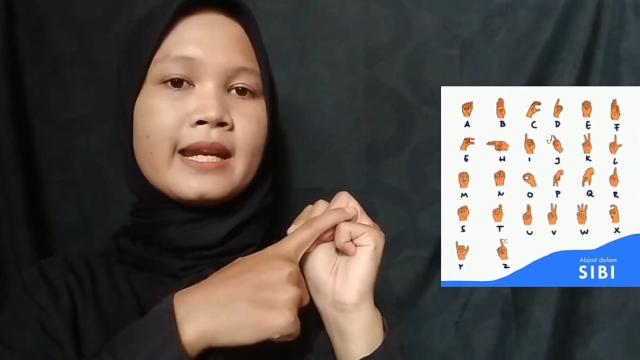 A B C D E F
G H I J K L
M N O P Q R
S T U V W X
Y Z
Abjad dalam
SIBI